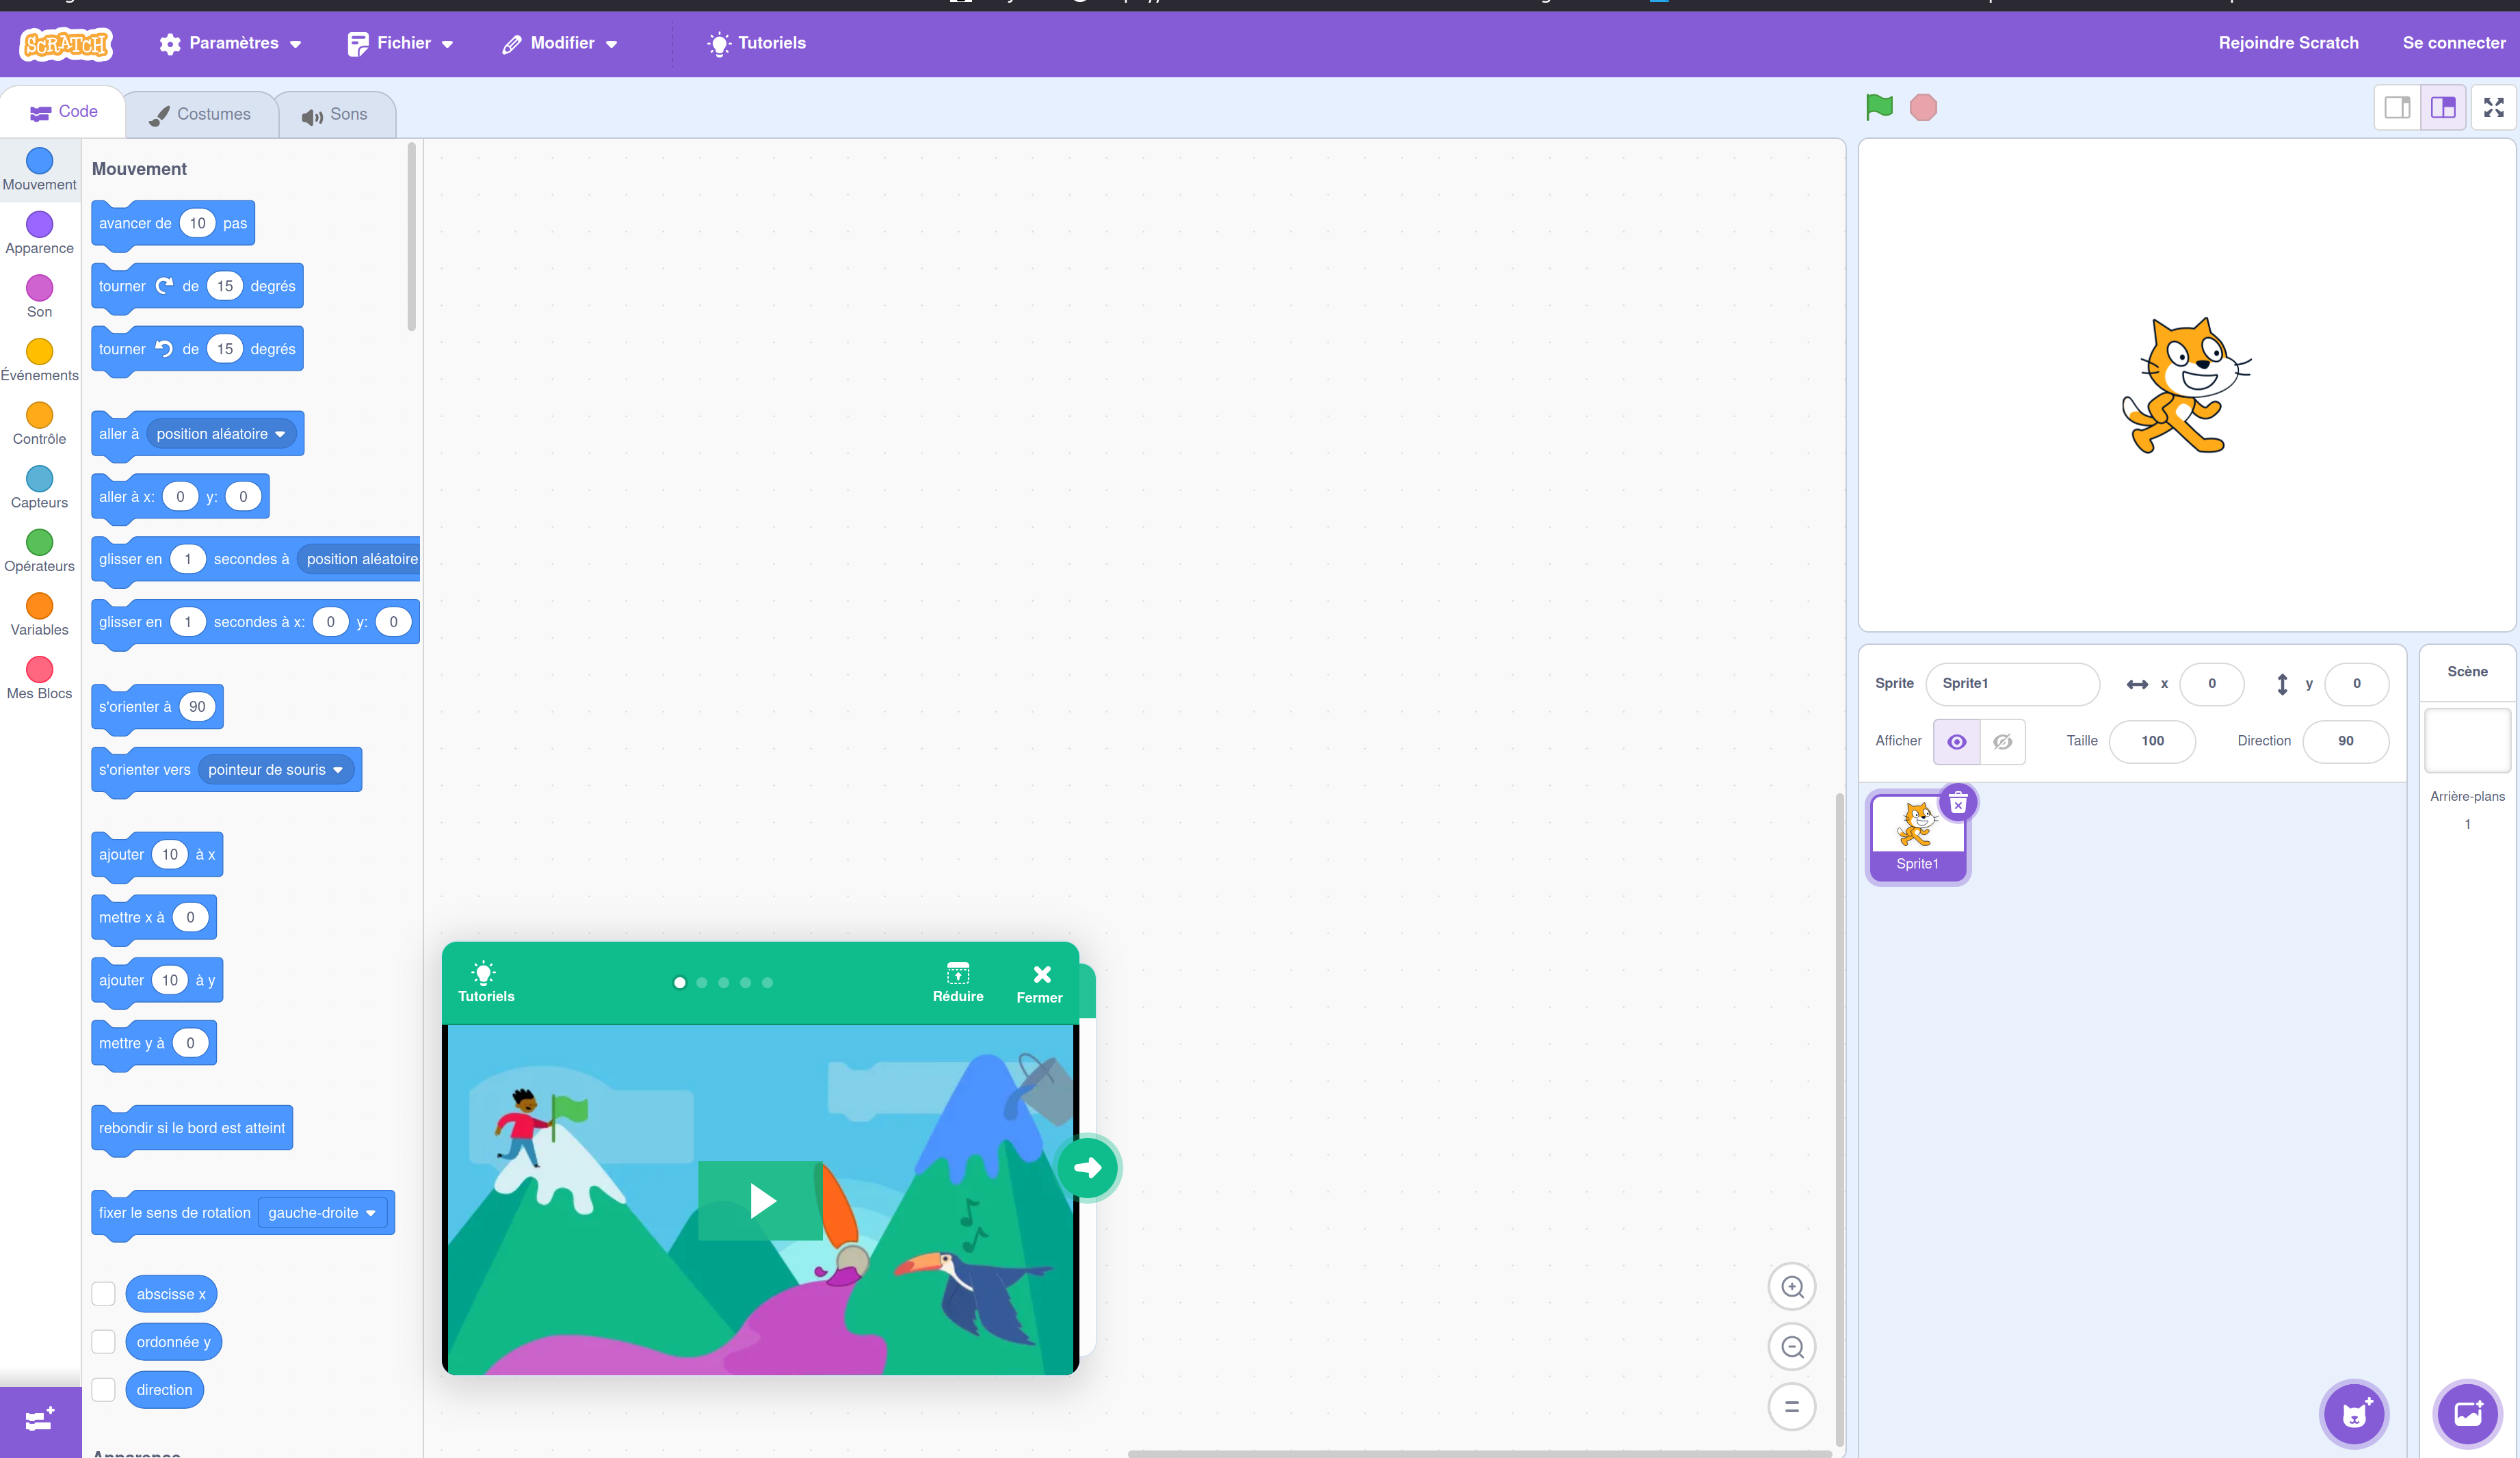 SCRATCH
Paramètres
Fichier
Modifier
Tutoriels
Rejoindre Scratch
Se connecter
Code
Costumes
Sons
Mouvement
Apparence
Son
Événements
Contrôle
Capteurs
Opérateurs
Variables
Mes Blocs
Mouvement
avancer de 10 pas
tourner de 15 degrés
tourner de 15 degrés
aller à position aléatoire
aller à x: 0 y: 0
glisser en 1 secondes à position aléatoire
glisser en 1 secondes à x: 0 y: 0
s'orienter à 90
s'orienter vers pointeur de souris
ajouter 10 à x
mettre x à 0
ajouter 10 à y
mettre y à 0
rebondir si le bord est atteint
fixer le sens de rotation gauche-droite
abscisse x
ordonnée y
direction
Apparence
Tutoriels
Réduire
Fermer
Sprite Sprite1 x 0 y 0
Afficher Taille 100 Direction 90
Sprite1
Scène
Arrière-plans
1